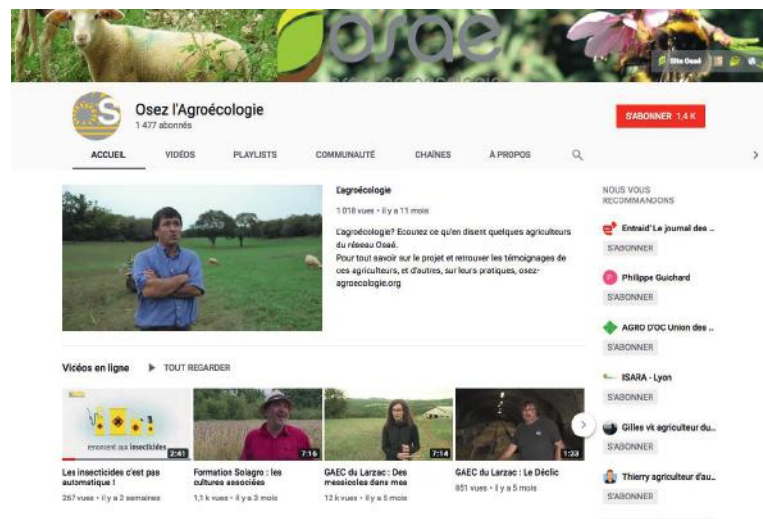 osae
Site Osaé
Osez l'Agroécologie
1 477 abonnés
S'ABONNER 1,4 K
ACCUEIL
VIDÉOS
PLAYLISTS
COMMUNAUTÉ
CHAÎNES
À PROPOS
L'agroécologie
1 018 vues • il y a 11 mois
L'agroécologie? Ecoutez ce qu'en disent quelques agriculteurs
du réseau Osaé.
Pour tout savoir sur le projet et retrouver les témoignages de
ces agriculteurs, et d'autres, sur leurs pratiques, osez-
agroecologie.org
NOUS VOUS
RECOMMANDONS
Entraid' Le journal des ...
S'ABONNER
Philippe Guichard
S'ABONNER
AGRO D'OC Union des ...
S'ABONNER
ISARA - Lyon
S'ABONNER
Gilles vk agriculteur du...
S'ABONNER
Thierry agriculteur d'au...
S'ABONNER
Vidéos en ligne
TOUT REGARDER
renoncent aux insecticides
2:41
7:16
7:14
1:33
Les insecticides c'est pas
automatique !
267 vues • il y a 2 semaines
Formation Solagro : les
cultures associées
1,1 k vues • il y a 3 mois
GAEC du Larzac : Des
messicoles dans mes
12 k vues • il y a 5 mois
GAEC du Larzac : Le Déclic
851 vues • il y a 5 mois